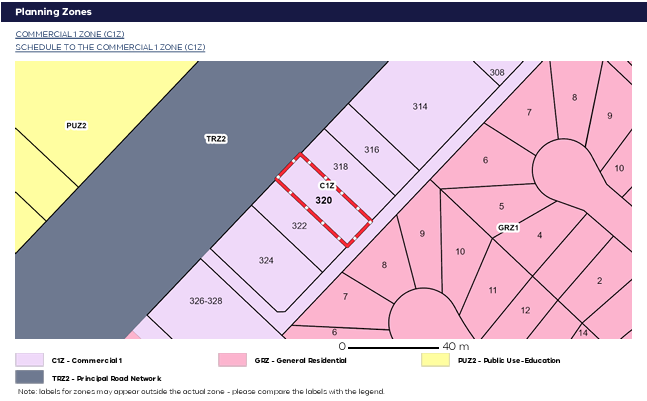 Planning Zones
COMMERCIAL 1 ZONE (C1Z)
SCHEDULE TO THE COMMERCIAL 1 ZONE (C1Z)
308
314
8
7
9
PUZ2
TRZ2
316
318
6
10
C1Z
320
5
322
GRZ1
9
4
10
324
8
2
7
11
326-328
12
6
14
0
40 m
C1Z - Commercial 1
GRZ - General Residential
PUZ2 - Public Use-Education
TRZ2 - Principal Road Network
Note: labels for zones may appear outside the actual zone - please compare the labels with the legend.